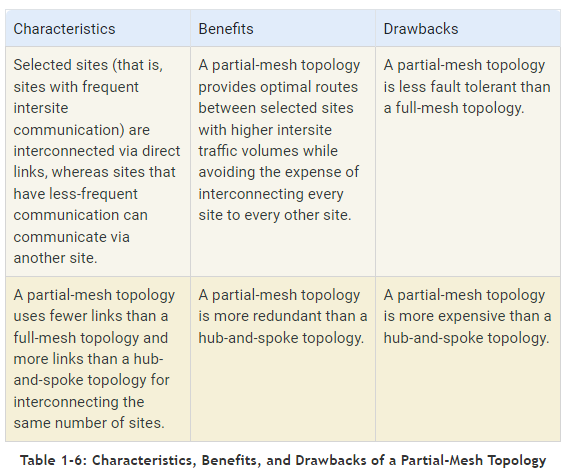 Characteristics
Benefits
Drawbacks
Selected sites (that is,
sites with frequent
intersite
communication) are
interconnected via direct
links, whereas sites that
have less-frequent
communication can
communicate via
another site.
A partial-mesh topology
provides optimal routes
between selected sites
with higher intersite
traffic volumes while
avoiding the expense of
interconnecting every
site to every other site.
A partial-mesh topology
is less fault tolerant than
a full-mesh topology.
A partial-mesh topology
uses fewer links than a
full-mesh topology and
more links than a hub-
and-spoke topology for
interconnecting the
same number of sites.
A partial-mesh topology
is more redundant than a
hub-and-spoke topology.
A partial-mesh topology
is more expensive than a
hub-and-spoke topology.
Table 1-6: Characteristics, Benefits, and Drawbacks of a Partial-Mesh Topology